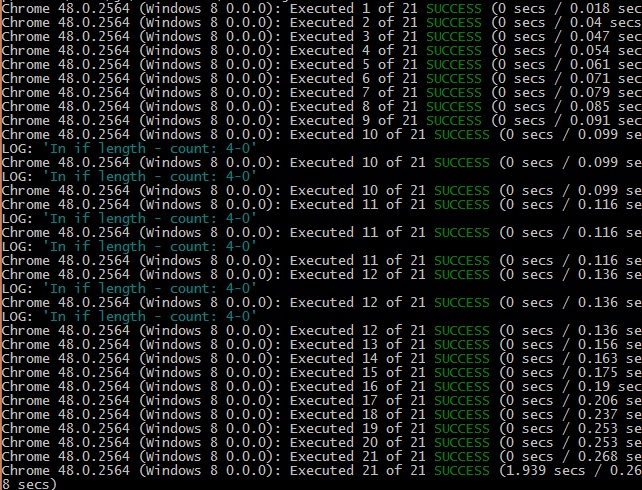 Chrome 48.0.2564 (Windows 8 0.0.0): Executed 1 of 21 SUCCESS (0 secs / 0.018 sec
Chrome 48.0.2564 (Windows 8 0.0.0): Executed 2 of 21 SUCCESS (0 secs / 0.04 secs
Chrome 48.0.2564 (Windows 8 0.0.0): Executed 3 of 21 SUCCESS (0 secs / 0.047 sec
Chrome 48.0.2564 (Windows 8 0.0.0): Executed 4 of 21 SUCCESS (0 secs / 0.054 sec
Chrome 48.0.2564 (Windows 8 0.0.0): Executed 5 of 21 SUCCESS (0 secs / 0.061 sec
Chrome 48.0.2564 (Windows 8 0.0.0): Executed 6 of 21 SUCCESS (0 secs / 0.071 sec
Chrome 48.0.2564 (Windows 8 0.0.0): Executed 7 of 21 SUCCESS (0 secs / 0.079 sec
Chrome 48.0.2564 (Windows 8 0.0.0): Executed 8 of 21 SUCCESS (0 secs / 0.085 sec
Chrome 48.0.2564 (Windows 8 0.0.0): Executed 9 of 21 SUCCESS (0 secs / 0.091 sec
Chrome 48.0.2564 (Windows 8 0.0.0): Executed 10 of 21 SUCCESS (0 secs / 0.099 se
LOG: 'In if length - count: 4-0'
Chrome 48.0.2564 (Windows 8 0.0.0): Executed 10 of 21 SUCCESS (0 secs / 0.099 se
LOG: 'In if length - count: 4-0'
Chrome 48.0.2564 (Windows 8 0.0.0): Executed 10 of 21 SUCCESS (0 secs / 0.099 se
Chrome 48.0.2564 (Windows 8 0.0.0): Executed 11 of 21 SUCCESS (0 secs / 0.116 se
LOG: 'In if length - count: 4-0'
Chrome 48.0.2564 (Windows 8 0.0.0): Executed 11 of 21 SUCCESS (0 secs / 0.116 se
LOG: 'In if length - count: 4-0'
Chrome 48.0.2564 (Windows 8 0.0.0): Executed 11 of 21 SUCCESS (0 secs / 0.116 se
Chrome 48.0.2564 (Windows 8 0.0.0): Executed 12 of 21 SUCCESS (0 secs / 0.136 se
LOG: 'In if length - count: 4-0'
Chrome 48.0.2564 (Windows 8 0.0.0): Executed 12 of 21 SUCCESS (0 secs / 0.136 se
LOG: 'In if length - count: 4-0'
Chrome 48.0.2564 (Windows 8 0.0.0): Executed 12 of 21 SUCCESS (0 secs / 0.136 se
Chrome 48.0.2564 (Windows 8 0.0.0): Executed 13 of 21 SUCCESS (0 secs / 0.156 se
Chrome 48.0.2564 (Windows 8 0.0.0): Executed 14 of 21 SUCCESS (0 secs / 0.163 se
Chrome 48.0.2564 (Windows 8 0.0.0): Executed 15 of 21 SUCCESS (0 secs / 0.175 se
Chrome 48.0.2564 (Windows 8 0.0.0): Executed 16 of 21 SUCCESS (0 secs / 0.19 sec
Chrome 48.0.2564 (Windows 8 0.0.0): Executed 17 of 21 SUCCESS (0 secs / 0.206 se
Chrome 48.0.2564 (Windows 8 0.0.0): Executed 18 of 21 SUCCESS (0 secs / 0.237 se
Chrome 48.0.2564 (Windows 8 0.0.0): Executed 19 of 21 SUCCESS (0 secs / 0.253 se
Chrome 48.0.2564 (Windows 8 0.0.0): Executed 20 of 21 SUCCESS (0 secs / 0.253 se
Chrome 48.0.2564 (Windows 8 0.0.0): Executed 21 of 21 SUCCESS (0 secs / 0.268 se
Chrome 48.0.2564 (Windows 8 0.0.0): Executed 21 of 21 SUCCESS (1.939 secs / 0.26
8 secs)